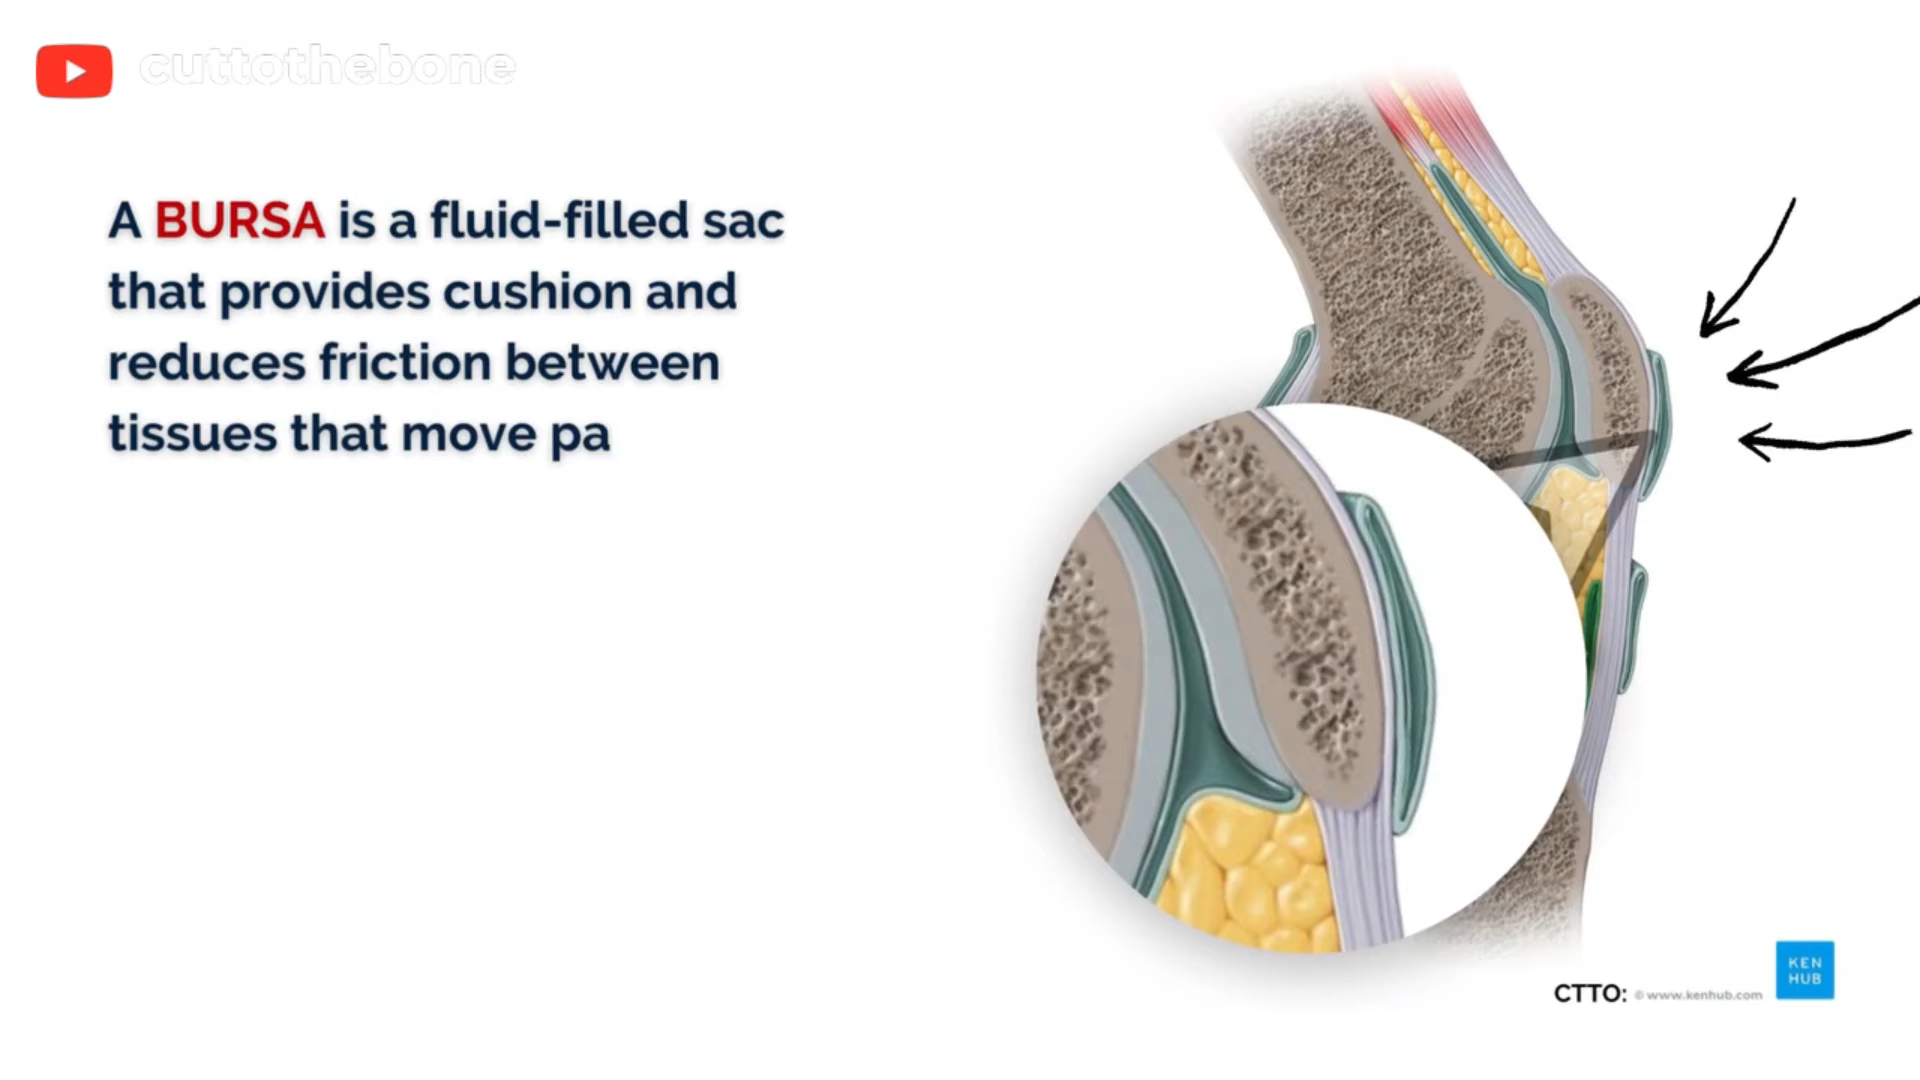 cuttothebone
A BURSA is a fluid-filled sac
that provides cushion and
reduces friction between
tissues that move pa
KEN
HUB
CTTO: © www.kenhub.com